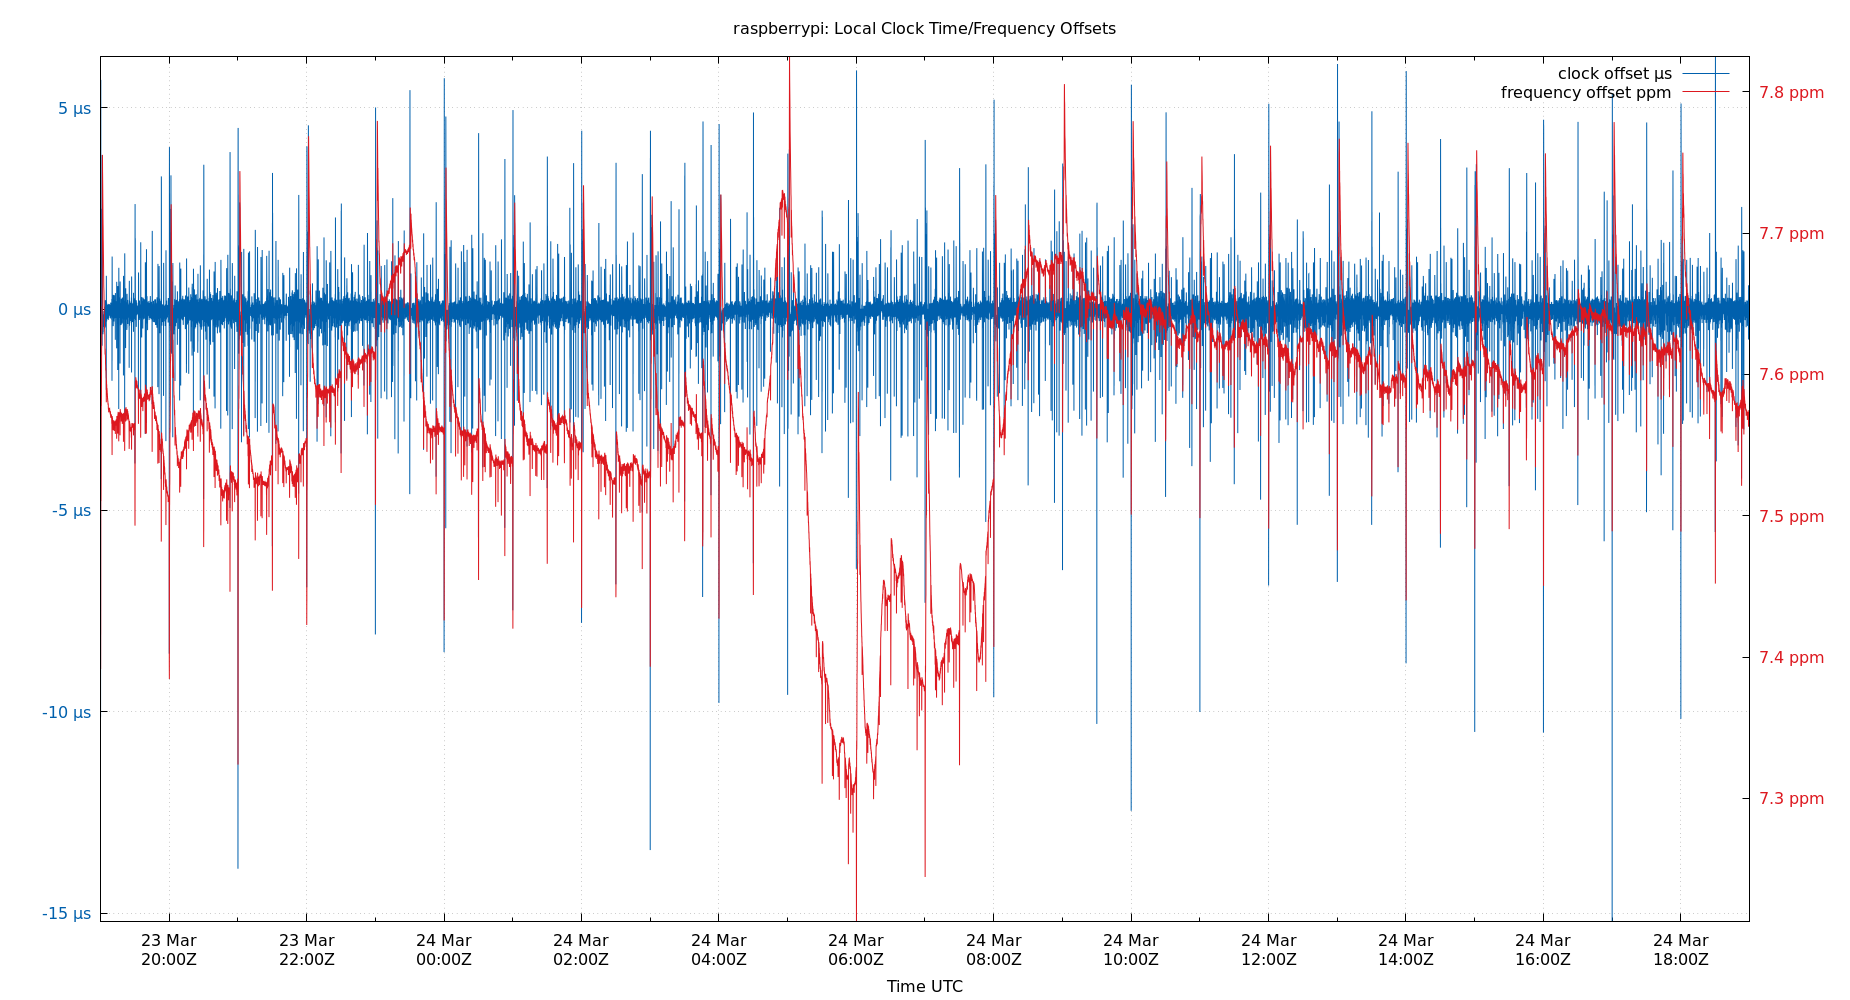 raspberrypi: Local Clock Time/Frequency Offsets
clock offset µs
frequency offset ppm
5 µs
0 µs
-5 µs
-10 µs
-15 µs
7.8 ppm
7.7 ppm
7.6 ppm
7.5 ppm
7.4 ppm
7.3 ppm
23 Mar 23 Mar 24 Mar 24 Mar 24 Mar 24 Mar 24 Mar 24 Mar 24 Mar 24 Mar 24 Mar 24 Mar
20:00Z 22:00Z 00:00Z 02:00Z 04:00Z 06:00Z 08:00Z 10:00Z 12:00Z 14:00Z 16:00Z 18:00Z
Time UTC